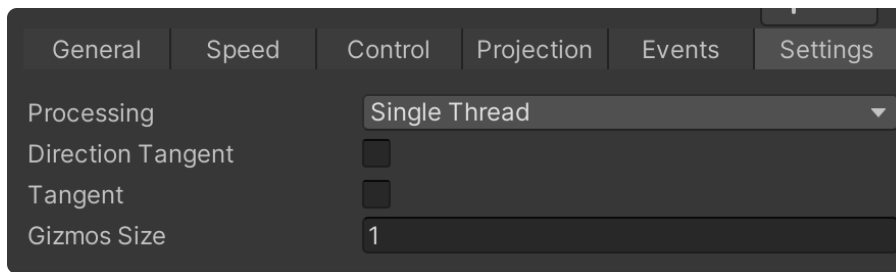 General Speed Control Projection Events Settings
Processing Single Thread
Direction Tangent
Tangent
Gizmos Size 1